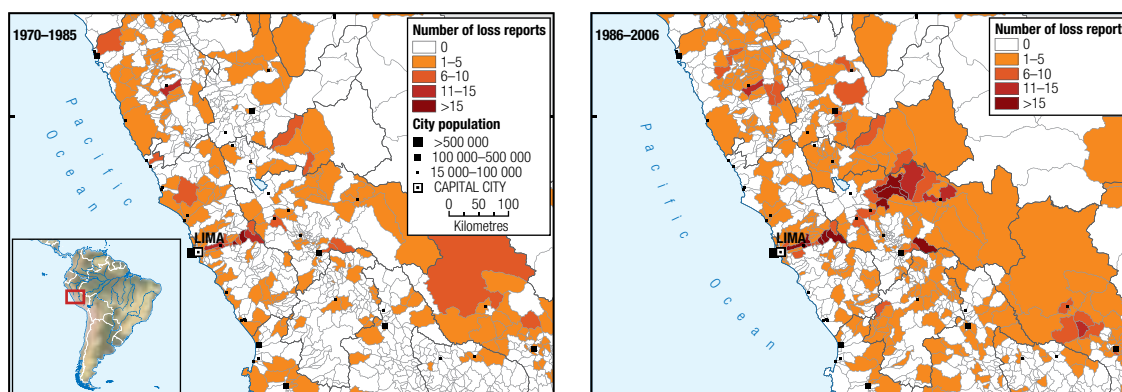 1970–1985
Number of loss reports
0
1–5
6–10
11–15
>15
City population
>500 000
100 000–500 000
15 000–100 000
CAPITAL CITY
0 50 100
Kilometres
Pacific
Ocean
LIMA
1986–2006
Number of loss report
0
1–5
6–10
11–15
>15
Pacific
Ocean
LIMA